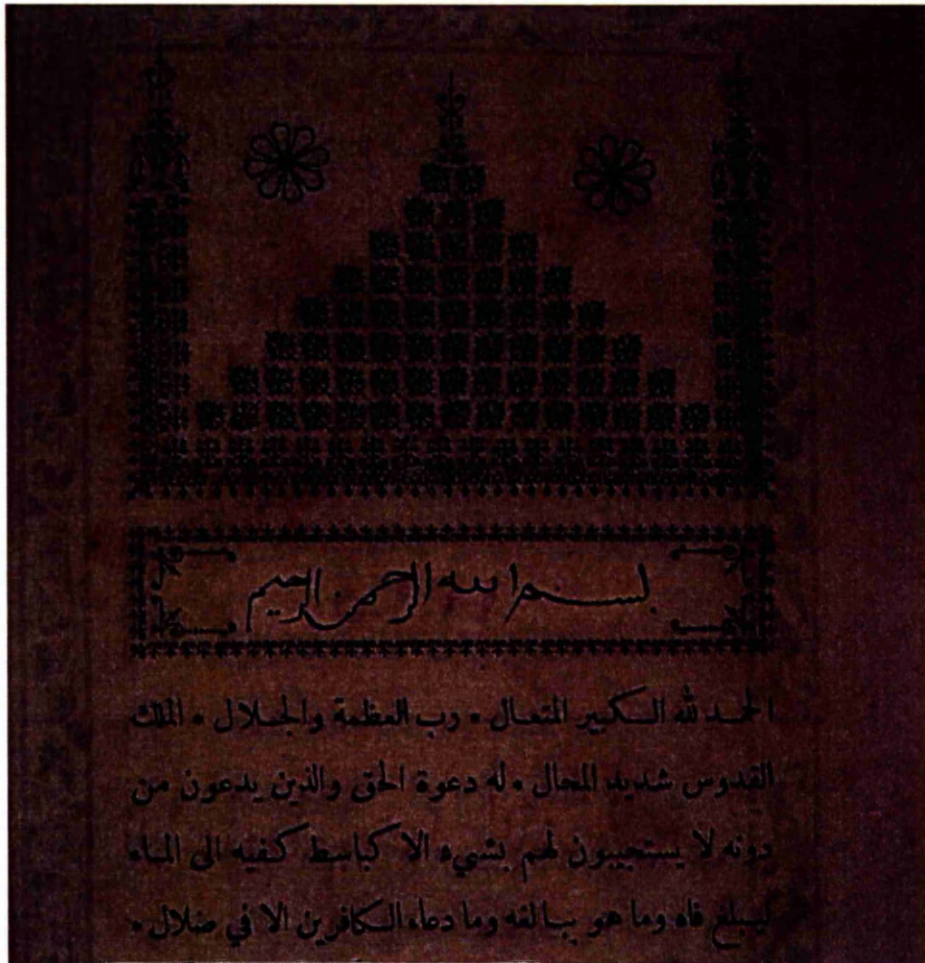 بسم الله الرحمن الرحيم
الحمد لله الكبير المتعال * رب العظمة والجلال * الملك
القدوس شديد المحال * له دعوة الحق والذين يدعون من
دونه لا يستجيبون لهم بشيء الا كباسط كفيه الى الماء
ليبلغ فاه وما هو ببالغه وما دعاء الكافرين الا في ضلال *